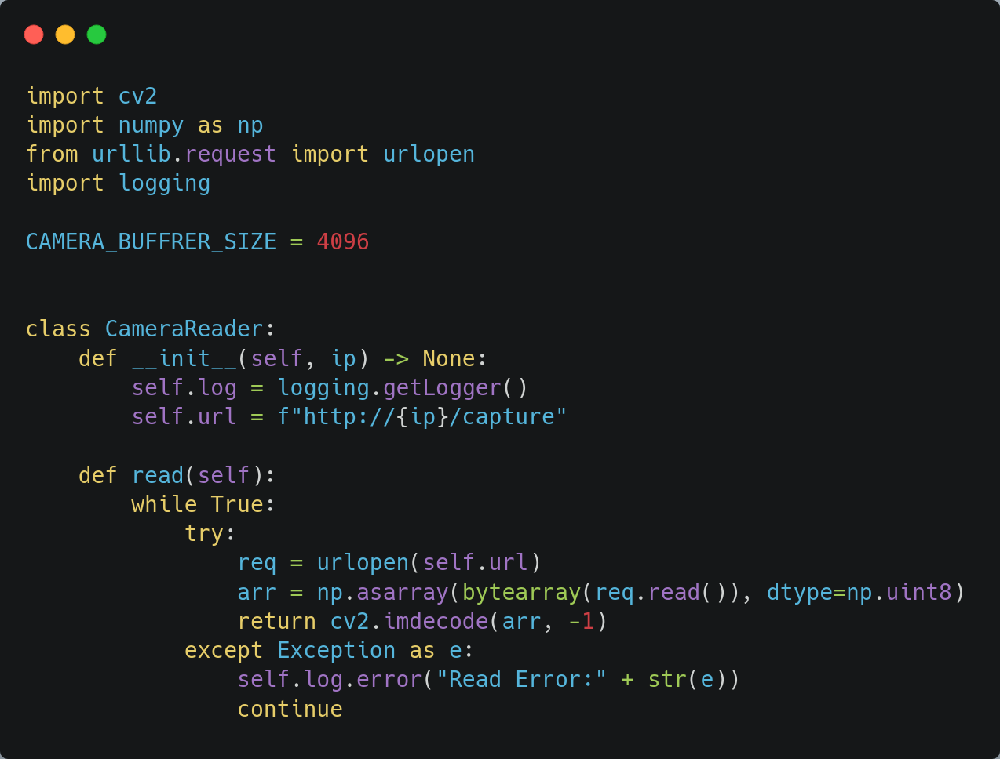 import cv2
import numpy as np
from urllib.request import urlopen
import logging

CAMERA_BUFFRER_SIZE = 4096


class CameraReader:
    def __init__(self, ip) -> None:
        self.log = logging.getLogger()
        self.url = f"http://{ip}/capture"

    def read(self):
        while True:
            try:
                req = urlopen(self.url)
                arr = np.asarray(bytearray(req.read()), dtype=np.uint8)
                return cv2.imdecode(arr, -1)
            except Exception as e:
                self.log.error("Read Error:" + str(e))
                continue